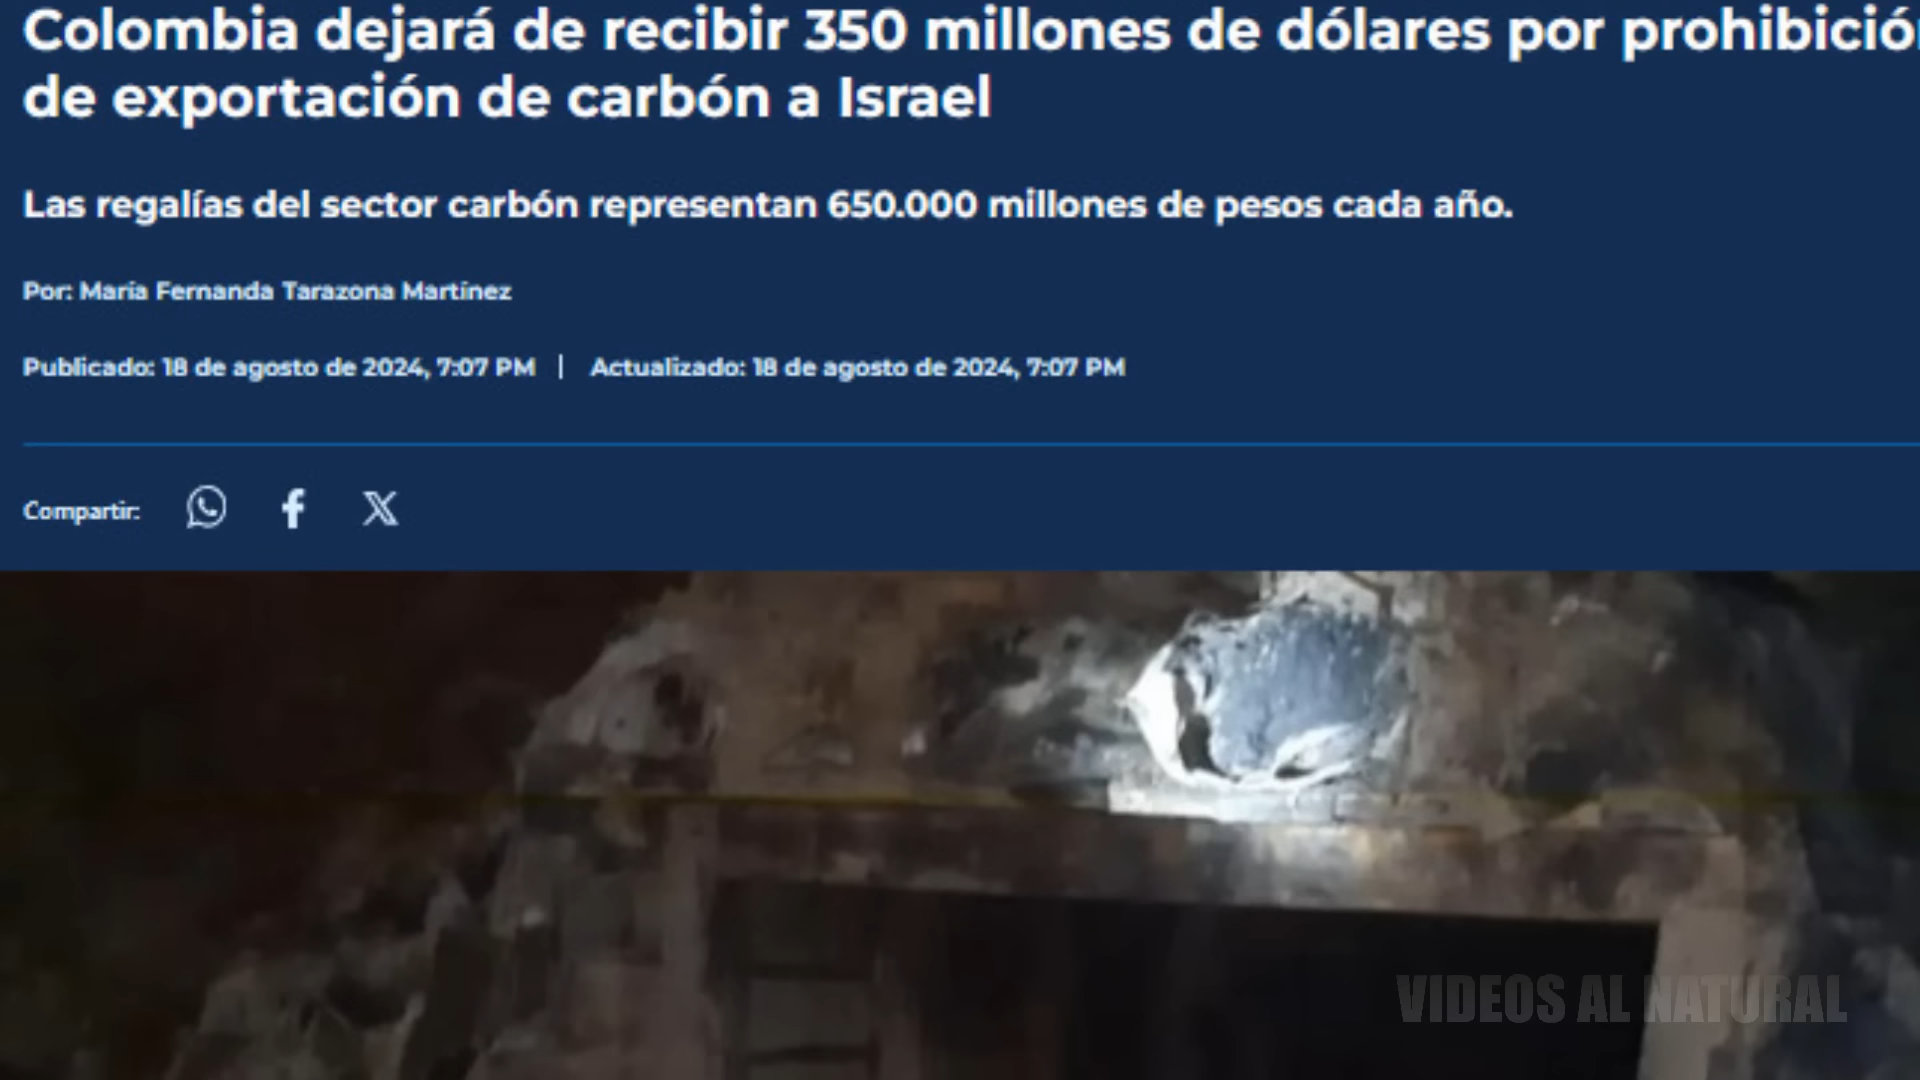 Colombia dejará de recibir 350 millones de dólares por prohibición
de exportación de carbón a Israel
Las regalías del sector carbón representan 650.000 millones de pesos cada año.
Por: María Fernanda Tarazona Martínez
Publicado: 18 de agosto de 2024, 7:07 PM | Actualizado: 18 de agosto de 2024, 7:07 PM
Compartir:
VIDEOS AL NATURAL